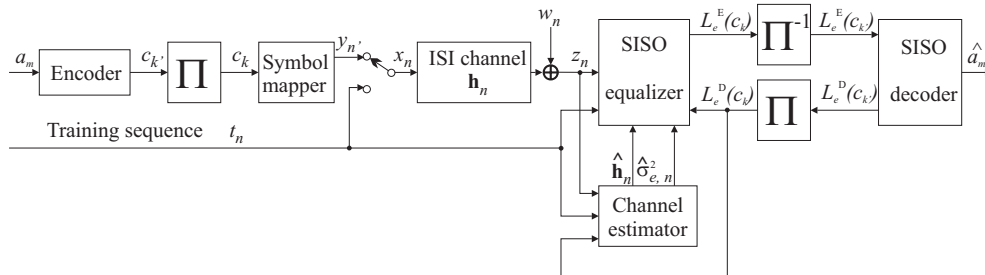 a_m
Encoder
c_k'
Π
c_k
Symbol
mapper
y_n'
x_n
ISI channel
h_n
w_n
z_n
SISO
equalizer
L_e^E(c_k)
Π^-1
L_e^E(c_k')
SISO
decoder
â_m
L_e^D(c_k)
Π
L_e^D(c_k')
Training sequence t_n
ĥ_n
σ̂²_e, n
Channel
estimator